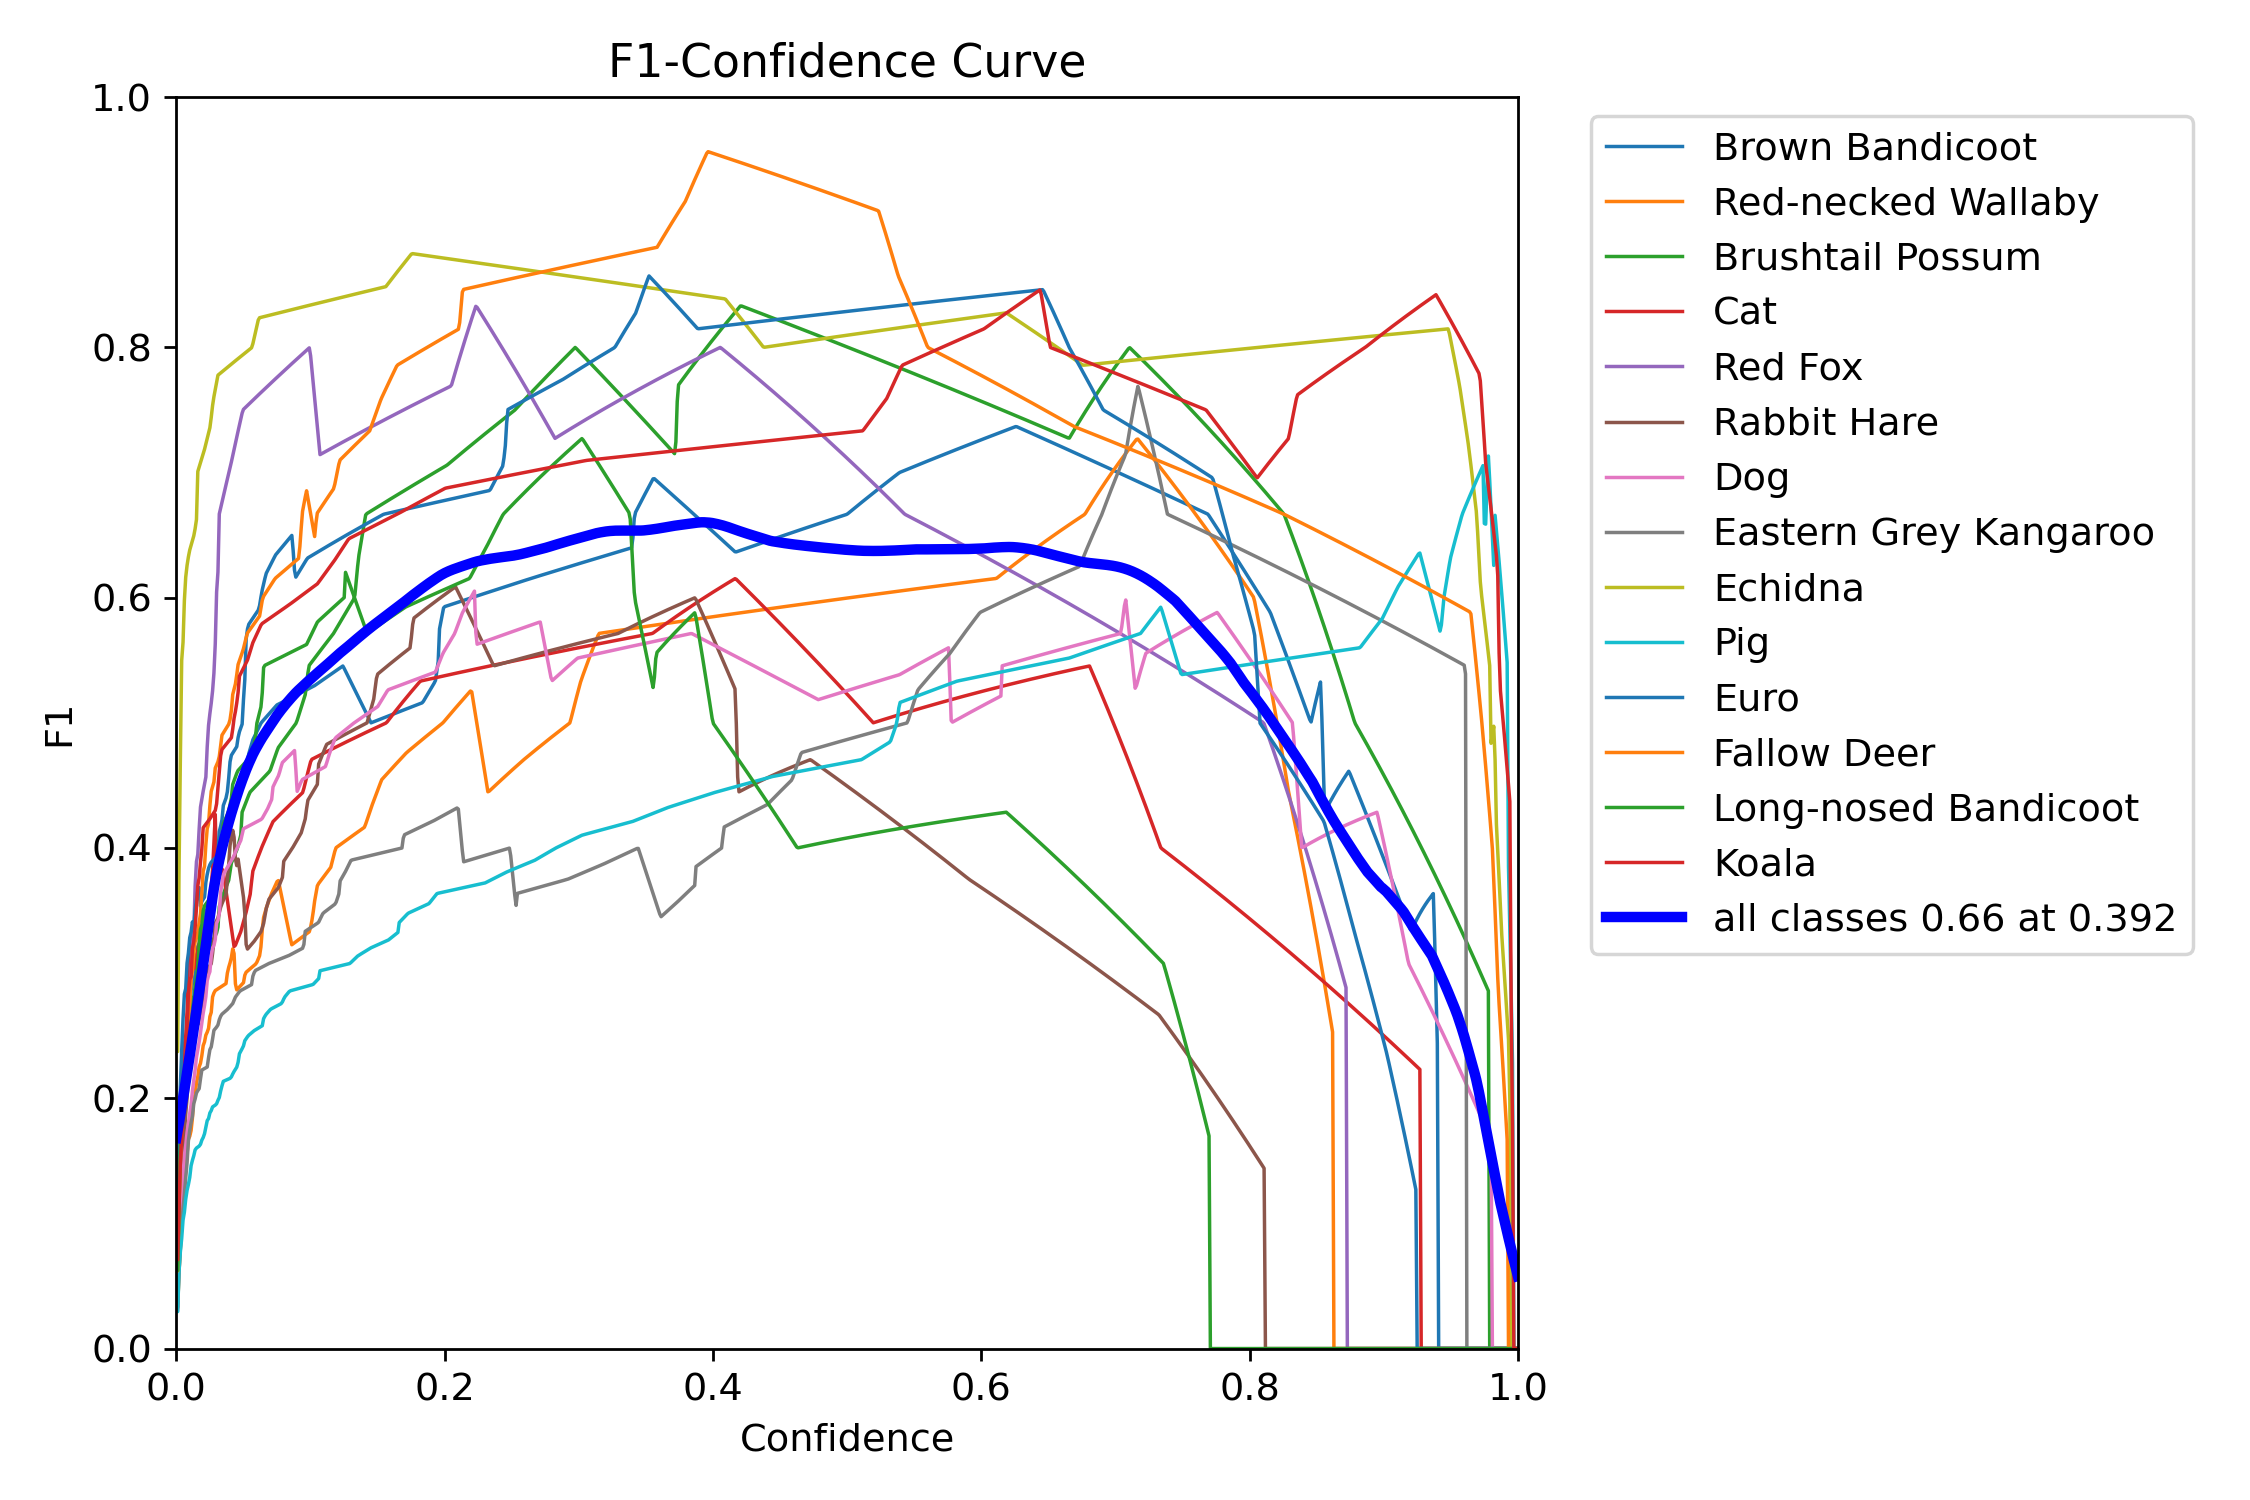 F1-Confidence Curve
1.0
0.8
0.6
0.4
0.2
0.0
F1
0.0 0.2 0.4 0.6 0.8 1.0
Confidence
Brown Bandicoot
Red-necked Wallaby
Brushtail Possum
Cat
Red Fox
Rabbit Hare
Dog
Eastern Grey Kangaroo
Echidna
Pig
Euro
Fallow Deer
Long-nosed Bandicoot
Koala
all classes 0.66 at 0.392